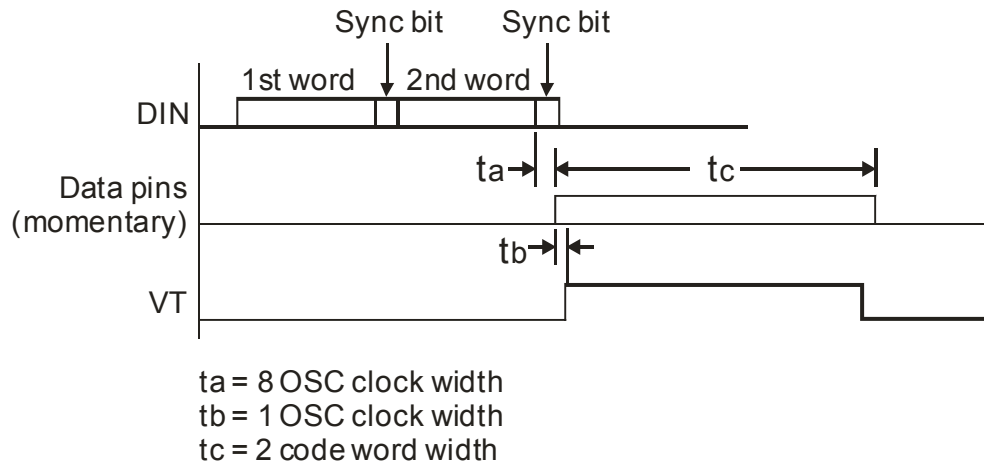 Sync bit Sync bit
1st word 2nd word
DIN
ta tc
Data pins
(momentary)
tb
VT
ta = 8 OSC clock width
tb = 1 OSC clock width
tc = 2 code word width